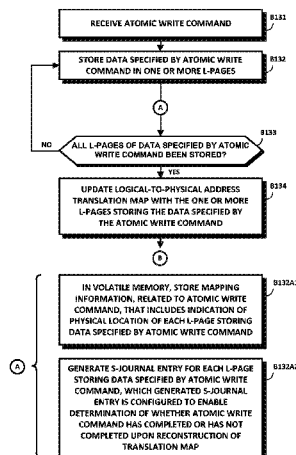 RECEIVE ATOMIC WRITE COMMAND
B131
STORE DATA SPECIFIED BY ATOMIC WRITE
COMMAND IN ONE OR MORE L-PAGES
B132
A
ALL L-PAGES OF DATA SPECIFIED BY ATOMIC
WRITE COMMAND BEEN STORED?
B133
NO
YES
UPDATE LOGICAL-TO-PHYSICAL ADDRESS
TRANSLATION MAP WITH THE ONE OR MORE
L-PAGES STORING THE DATA SPECIFIED BY
THE ATOMIC WRITE COMMAND
B134
B
A
IN VOLATILE MEMORY, STORE MAPPING
INFORMATION, RELATED TO ATOMIC WRITE
COMMAND, THAT INCLUDES INDICATION OF
PHYSICAL LOCATION OF EACH L-PAGE STORING
DATA SPECIFIED BY ATOMIC WRITE COMMAND
B132A1
GENERATE S-JOURNAL ENTRY FOR EACH L-PAGE
STORING DATA SPECIFIED BY ATOMIC WRITE
COMMAND, WHICH GENERATED S-JOURNAL
ENTRY IS CONFIGURED TO ENABLE
DETERMINATION OF WHETHER ATOMIC WRITE
COMMAND HAS COMPLETED OR HAS NOT
COMPLETED UPON RECONSTRUCTION OF
TRANSLATION MAP
B132A2